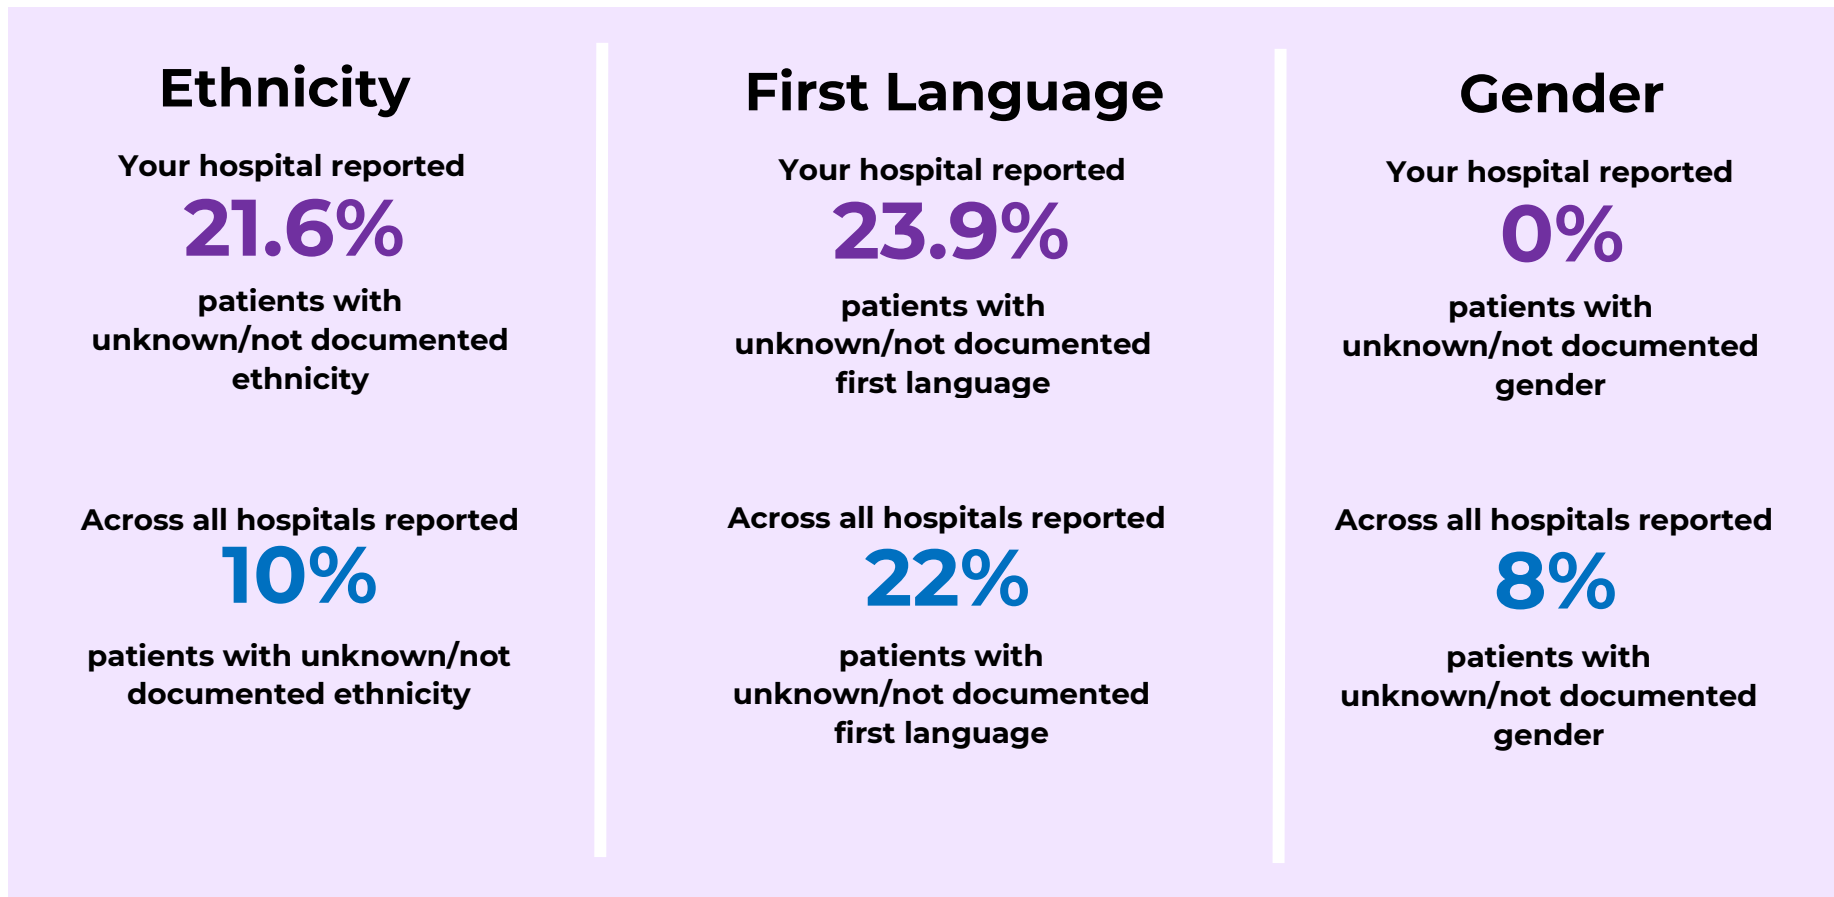 Ethnicity
Your hospital reported
21.6%
patients with
unknown/not documented
ethnicity
Across all hospitals reported
10%
patients with unknown/not
documented ethnicity
First Language
Your hospital reported
23.9%
patients with
unknown/not documented
first language
Across all hospitals reported
22%
patients with
unknown/not documented
first language
Gender
Your hospital reported
0%
patients with
unknown/not documented
gender
Across all hospitals reported
8%
patients with
unknown/not documented
gender